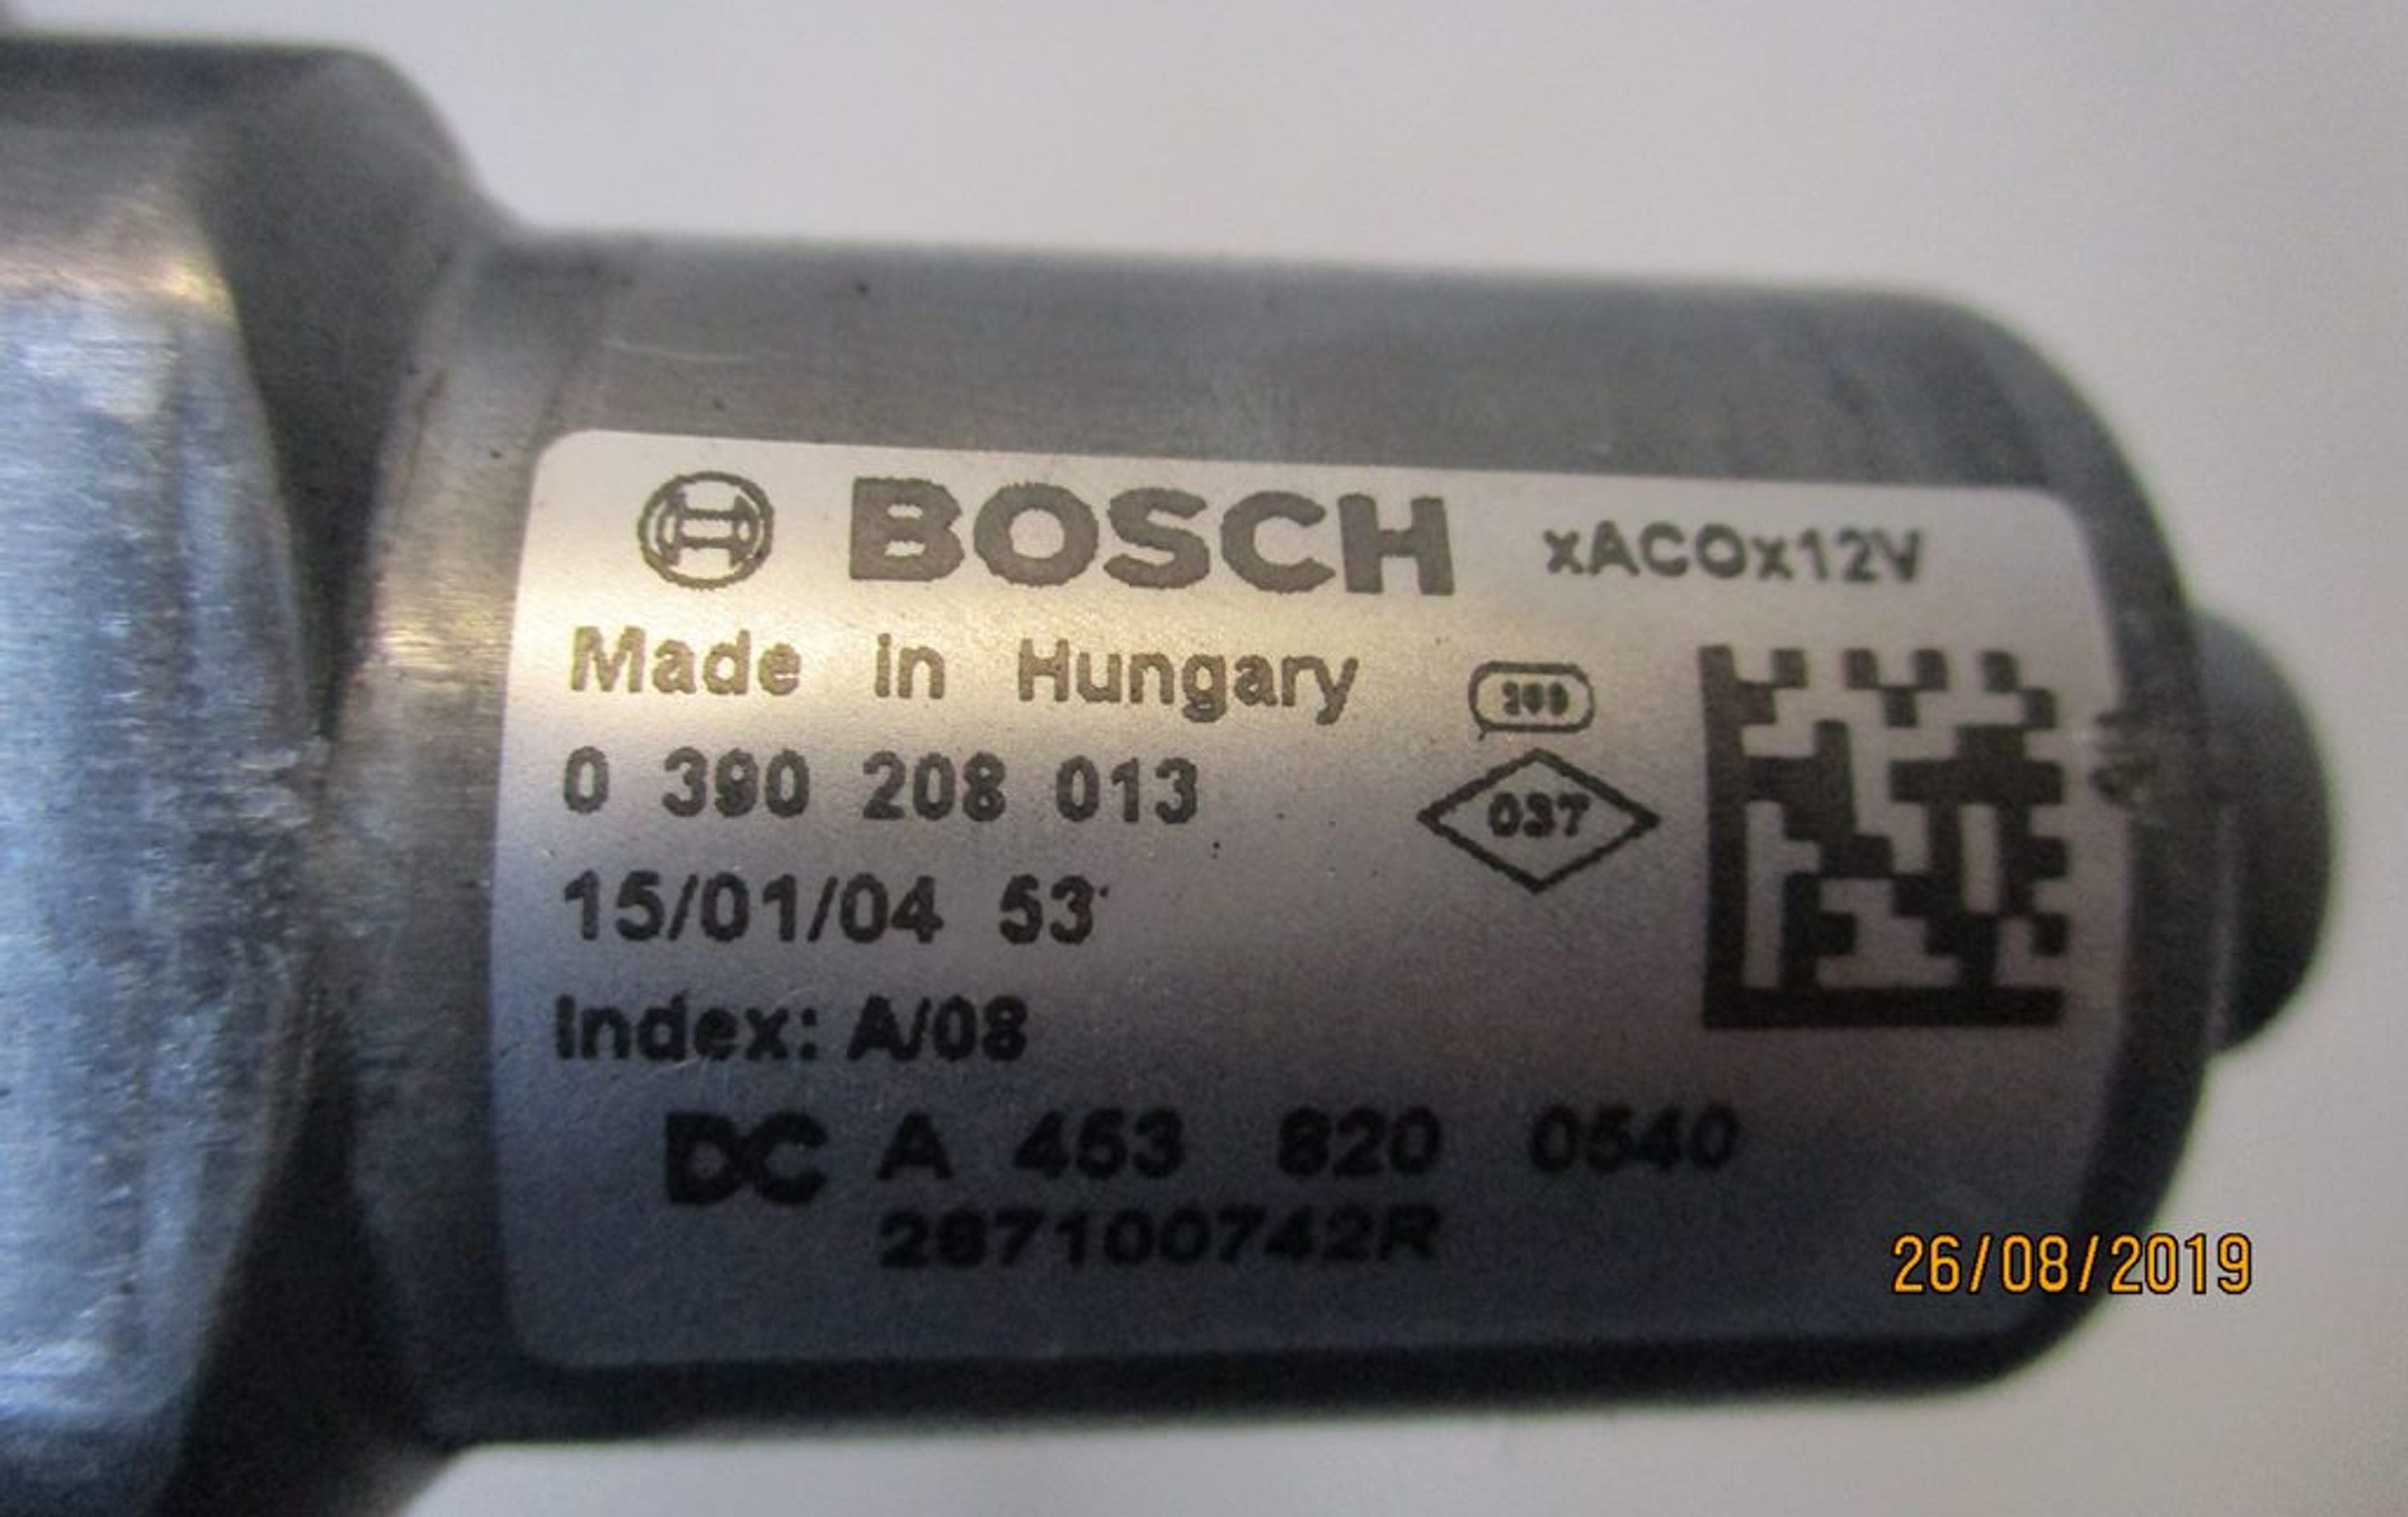 BOSCH xACOx12V
Made in Hungary
0 390 208 013
037
15/01/04 53
Index: A/08
DC A 453 820 0540
287100742R
26/08/2019